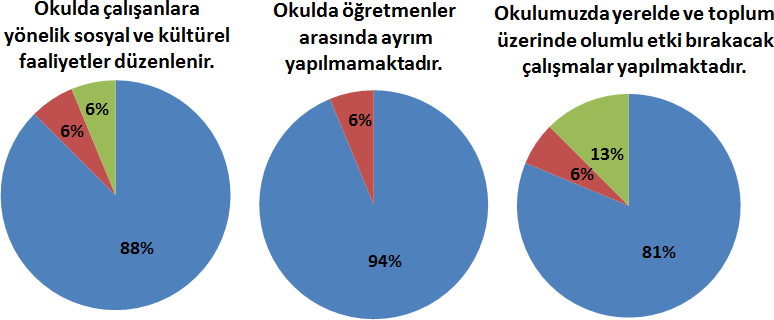 Okulda çalışanlara
yönelik sosyal ve kültürel
faaliyetler düzenlenir.
6%
6%
88%
Okulda öğretmenler
arasında ayrım
yapılmamaktadır.
6%
94%
Okulumuzda yerelde ve toplum
üzerinde olumlu etki bırakacak
çalışmalar yapılmaktadır.
13%
6%
81%